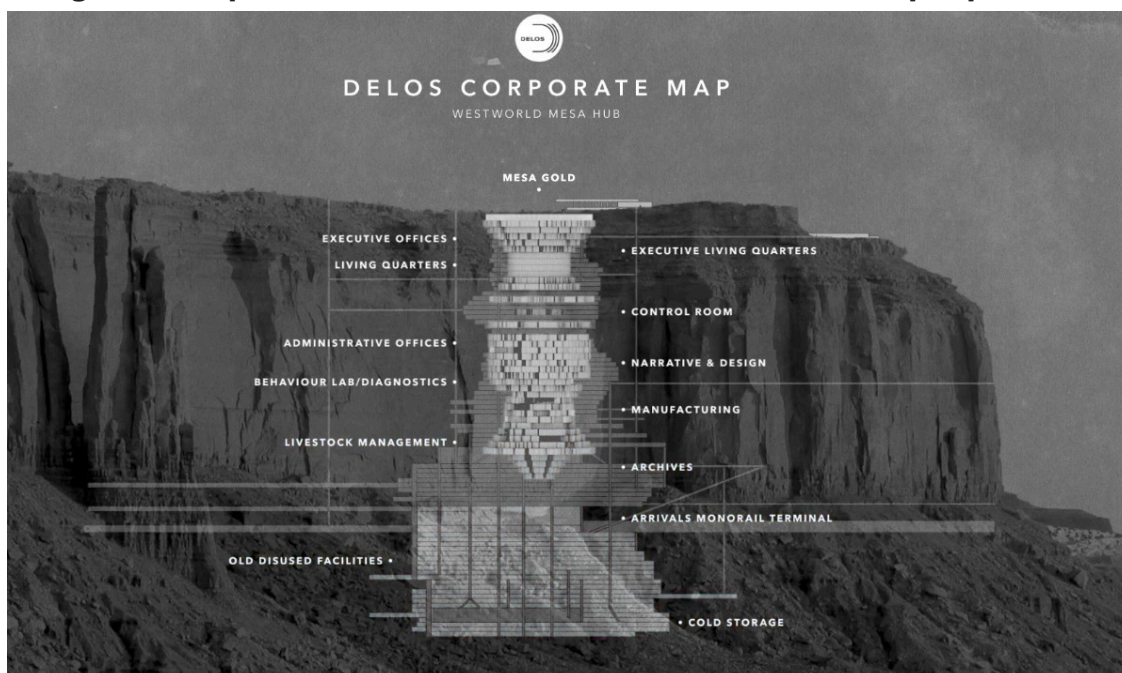 DELOS
DELOS CORPORATE MAP
WESTWORLD MESA HUB
MESA GOLD
EXECUTIVE OFFICES •
• EXECUTIVE LIVING QUARTERS
LIVING QUARTERS •
• CONTROL ROOM
ADMINISTRATIVE OFFICES •
• NARRATIVE & DESIGN
BEHAVIOUR LAB/DIAGNOSTICS •
• MANUFACTURING
LIVESTOCK MANAGEMENT •
• ARCHIVES
• ARRIVALS MONORAIL TERMINAL
OLD DISUSED FACILITIES •
• COLD STORAGE